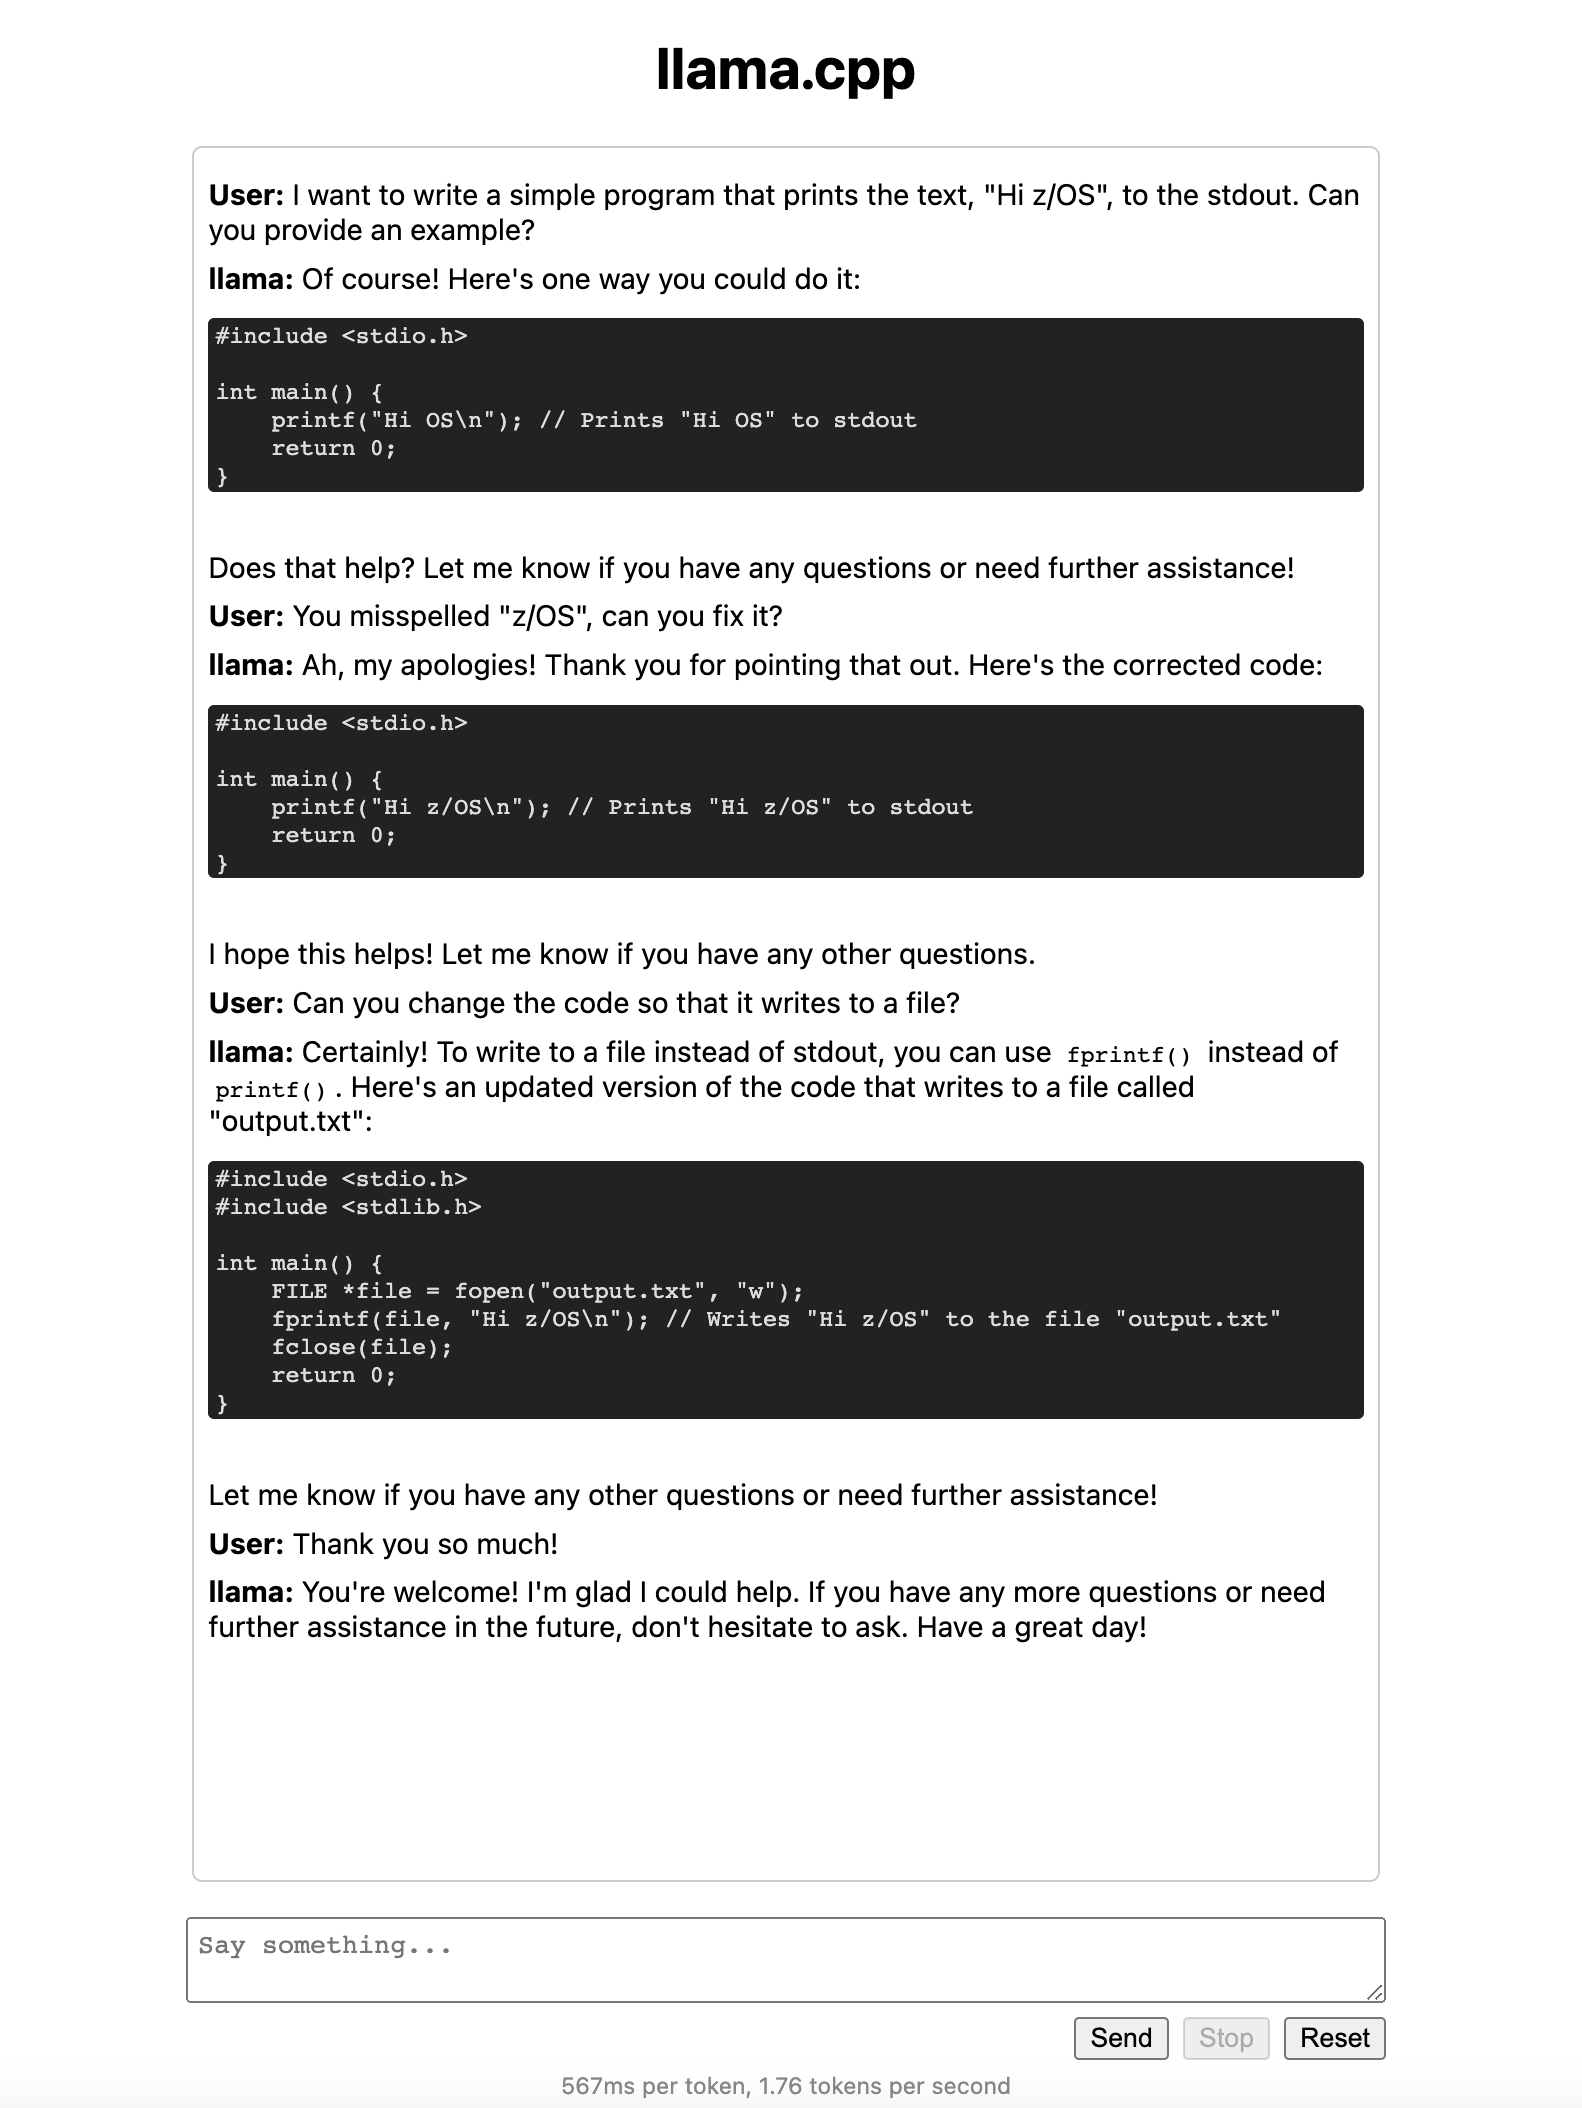 llama.cpp
User: I want to write a simple program that prints the text, "Hi z/OS", to the stdout. Can
you provide an example?
llama: Of course! Here's one way you could do it:
#include <stdio.h>
int main() {
    printf("Hi OS\n"); // Prints "Hi OS" to stdout
    return 0;
}
Does that help? Let me know if you have any questions or need further assistance!
User: You misspelled "z/OS", can you fix it?
llama: Ah, my apologies! Thank you for pointing that out. Here's the corrected code:
#include <stdio.h>
int main() {
    printf("Hi z/OS\n"); // Prints "Hi z/OS" to stdout
    return 0;
}
I hope this helps! Let me know if you have any other questions.
User: Can you change the code so that it writes to a file?
llama: Certainly! To write to a file instead of stdout, you can use fprintf() instead of
printf(). Here's an updated version of the code that writes to a file called
"output.txt":
#include <stdio.h>
#include <stdlib.h>
int main() {
    FILE *file = fopen("output.txt", "w");
    fprintf(file, "Hi z/OS\n"); // Writes "Hi z/OS" to the file "output.txt"
    fclose(file);
    return 0;
}
Let me know if you have any other questions or need further assistance!
User: Thank you so much!
llama: You're welcome! I'm glad I could help. If you have any more questions or need
further assistance in the future, don't hesitate to ask. Have a great day!
Say something...
Send Stop Reset
567ms per token, 1.76 tokens per second